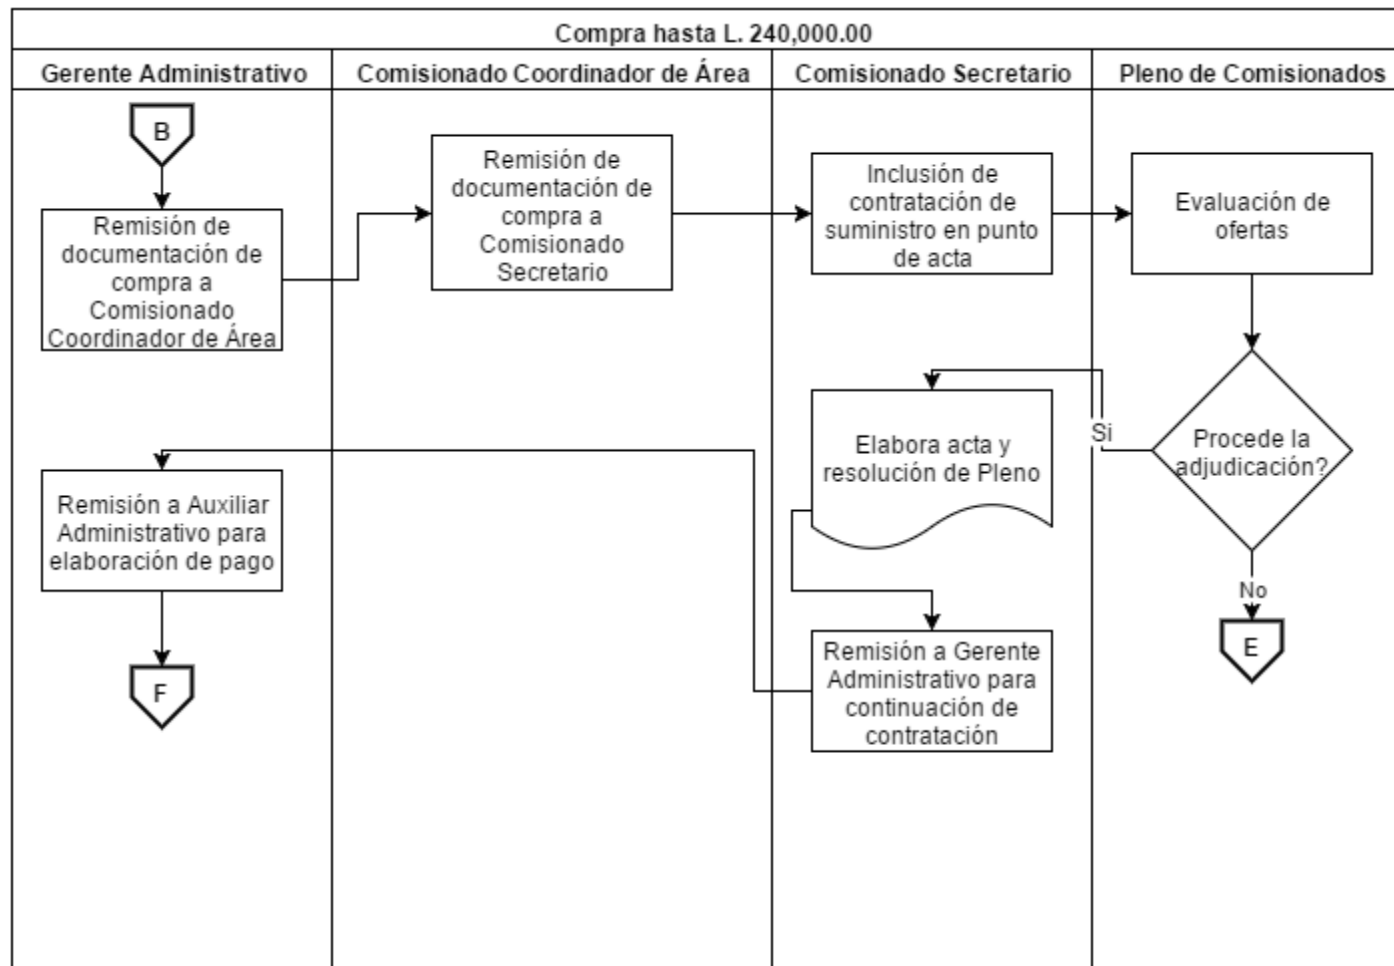 Compra hasta L. 240,000.00
Gerente Administrativo
Comisionado Coordinador de Área
Comisionado Secretario
Pleno de Comisionados
B
Remisión de
documentación de
compra a
Comisionado
Coordinador de Área
Remisión de
documentación de
compra a
Comisionado
Secretario
Inclusión de
contratación de
suministro en punto
de acta
Evaluación de
ofertas
Procede la
adjudicación?
Si
No
E
Elabora acta y
resolución de Pleno
Remisión a Gerente
Administrativo para
continuación de
contratación
Remisión a Auxiliar
Administrativo para
elaboración de pago
F